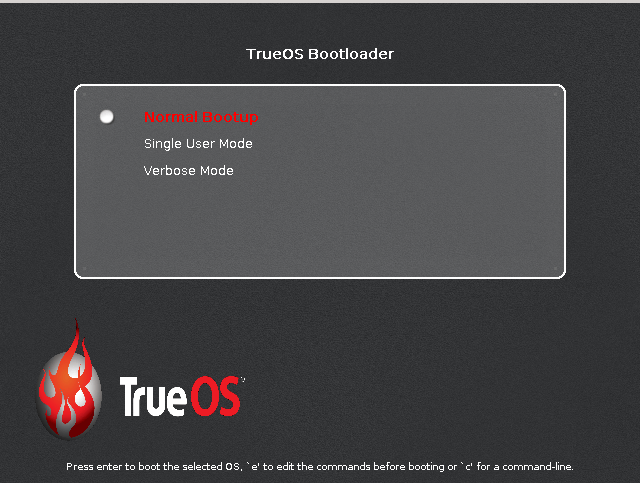 TrueOS Bootloader
Normal Bootup
Single User Mode
Verbose Mode
TrueOS
Press enter to boot the selected OS, `e' to edit the commands before booting or `c' for a command-line.